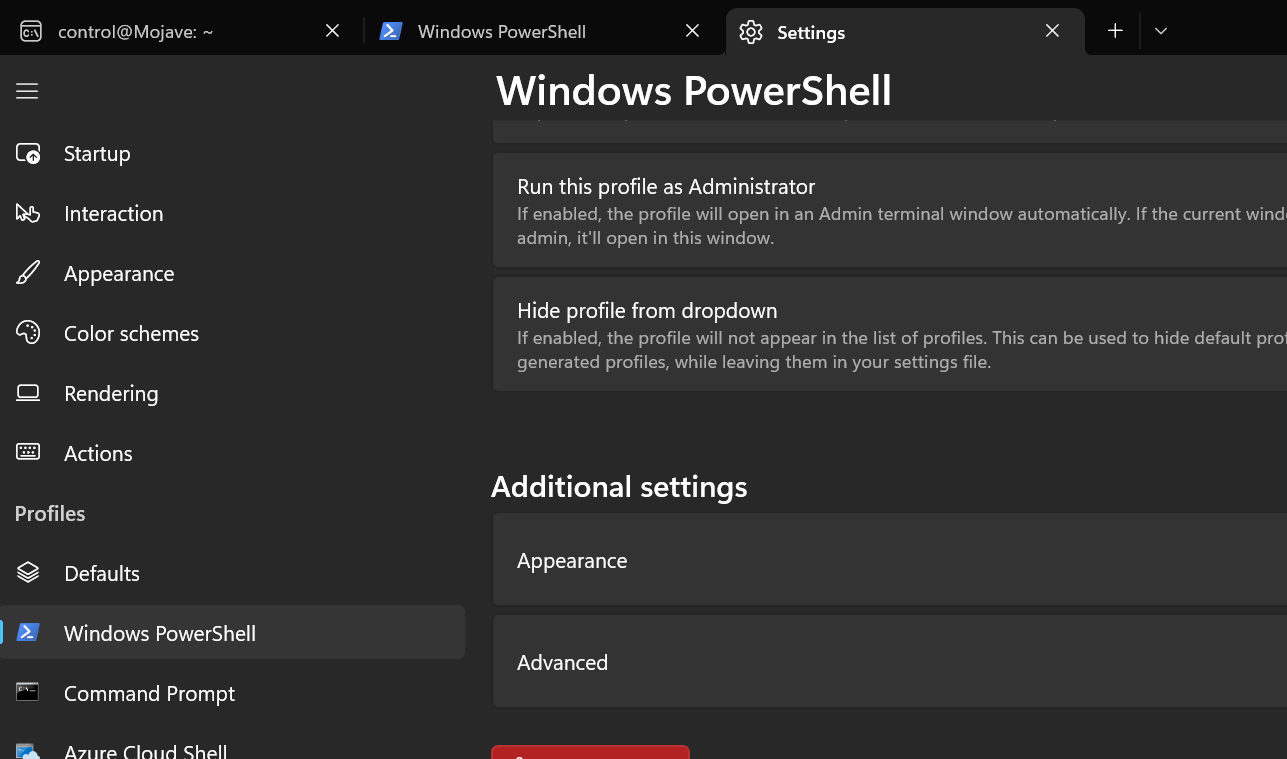 control@Mojave: ~
Windows PowerShell
Settings
Windows PowerShell
Startup
Interaction
Appearance
Color schemes
Rendering
Actions
Profiles
Defaults
Windows PowerShell
Command Prompt
Azure Cloud Shell
Run this profile as Administrator
If enabled, the profile will open in an Admin terminal window automatically. If the current
admin, it'll open in this window.
Hide profile from dropdown
If enabled, the profile will not appear in the list of profiles. This can be used to hide default
generated profiles, while leaving them in your settings file.
Additional settings
Appearance
Advanced